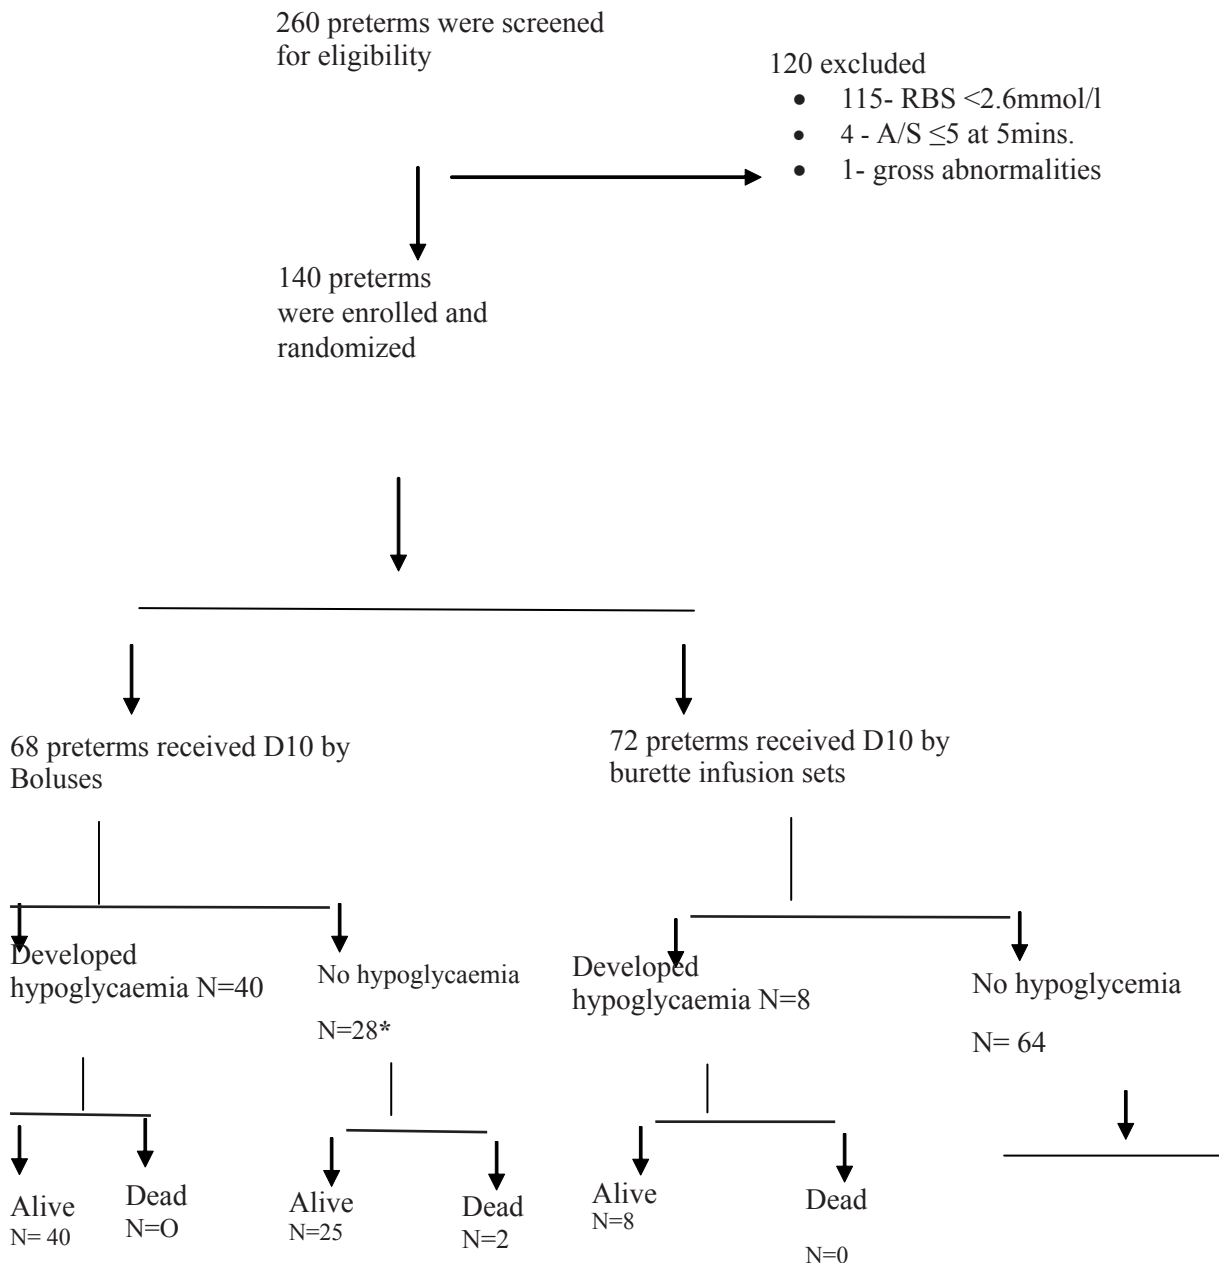 260 preterms were screened
for eligibility
120 excluded
• 115- RBS <2.6mmol/l
• 4 - A/S ≤5 at 5mins.
• 1- gross abnormalities
140 preterms
were enrolled and
randomized
68 preterms received D10 by
Boluses
72 preterms received D10 by
burette infusion sets
Developed
hypoglycaemia N=40
No hypoglycaemia
N=28*
Developed
hypoglycaemia N=8
No hypoglycemia
N= 64
Alive
N= 40
Dead
N=O
Alive
N=25
Dead
N=2
Alive
N=8
Dead
N=0